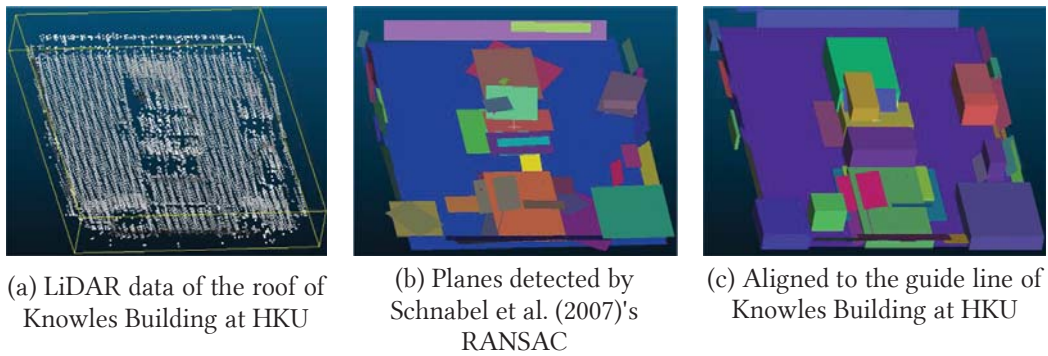 (a) LiDAR data of the roof of
Knowles Building at HKU
(b) Planes detected by
Schnabel et al. (2007)'s
RANSAC
(c) Aligned to the guide line of
Knowles Building at HKU